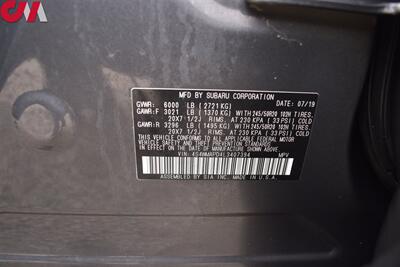 CMA
MFD BY SUBARU CORPORATION 07/19
GVWR: 6000 LB (2721 KG)
GAWR:F 3021 LB (1370 KG) WITH 245/50R20 102H TIRES,
20X7 1/2J RIMS, AT 230 KPA (33 PSI) COLD
GAWR:R 3296 LB (1495 KG) WITH 245/50R20 102H TIRES,
20X7 1/2J RIMS, AT 230 KPA (33 PSI) COLD
THIS VEHICLE CONFORMS TO ALL APPLICABLE FEDERAL MOTOR
VEHICLE SAFETY STANDARDS IN
EFFECT ON THE DATE OF MANUFACTURE SHOWN ABOVE.
VIN: 4S4WMARD4L3407394 MPV
ASSEMBLED BY SIA INC. MADE IN U.S.A.